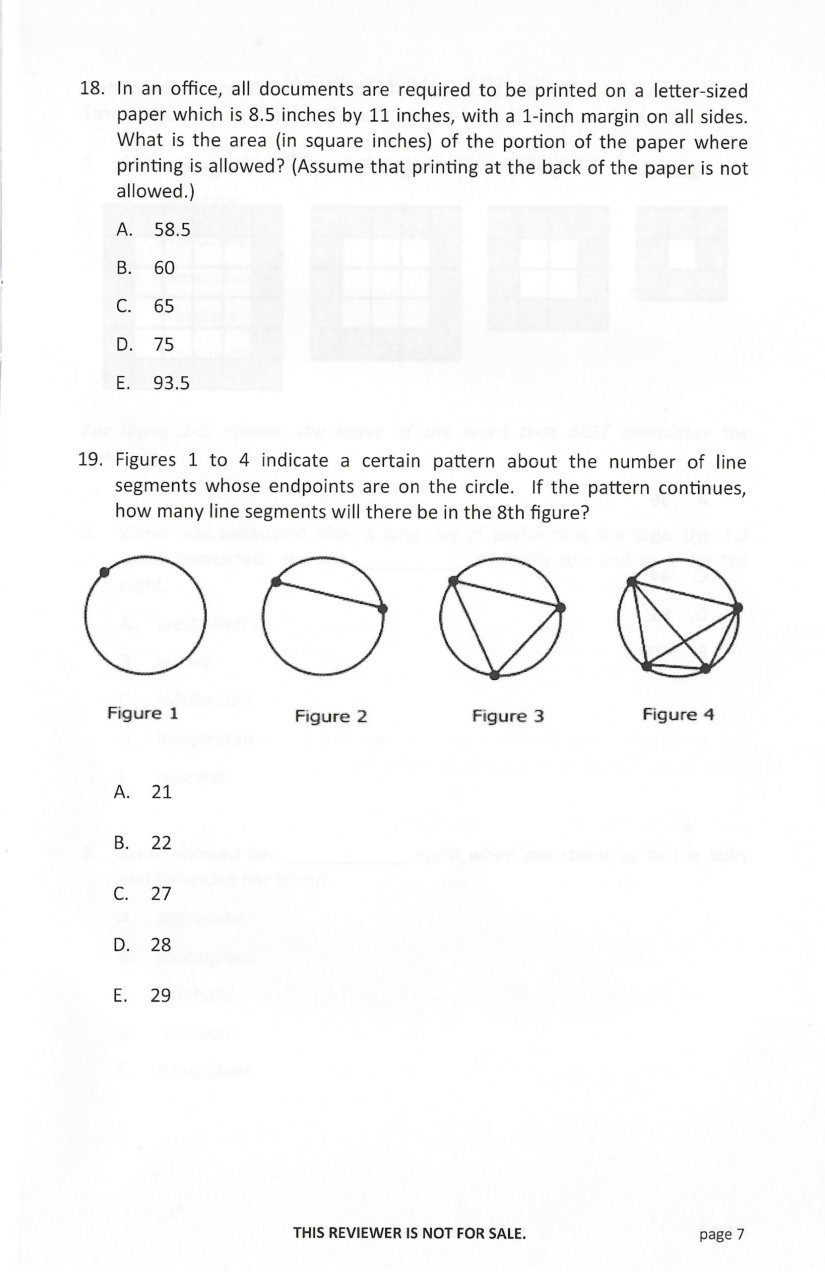 18. In an office, all documents are required to be printed on a letter-sized
paper which is 8.5 inches by 11 inches, with a 1-inch margin on all sides.
What is the area (in square inches) of the portion of the paper where
printing is allowed? (Assume that printing at the back of the paper is not
allowed.)
A. 58.5
B. 60
C. 65
D. 75
E. 93.5
19. Figures 1 to 4 indicate a certain pattern about the number of line
segments whose endpoints are on the circle. If the pattern continues,
how many line segments will there be in the 8th figure?
Figure 1 Figure 2 Figure 3 Figure 4
A. 21
B. 22
C. 27
D. 28
E. 29
THIS REVIEWER IS NOT FOR SALE. page 7